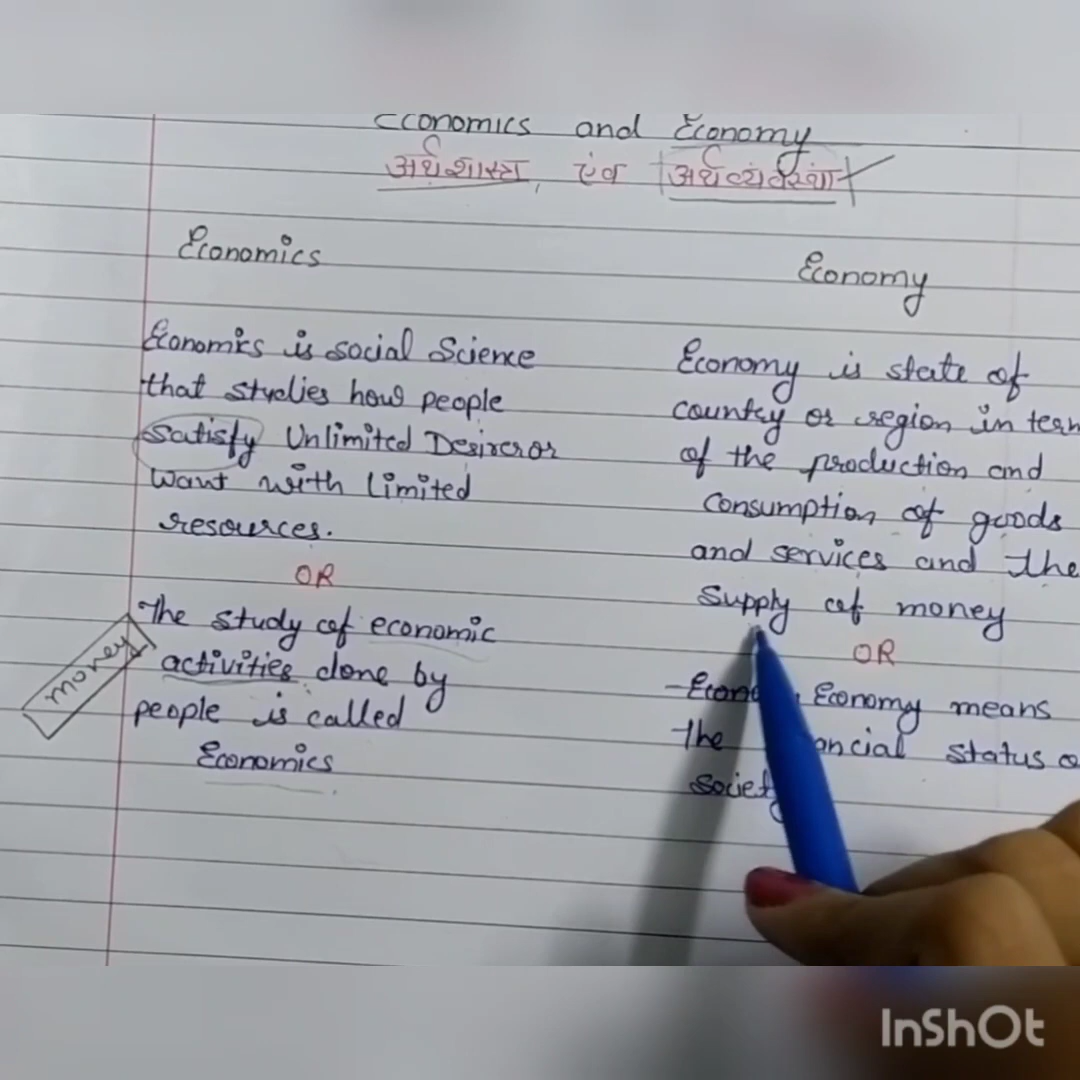 Economics and Economy
अर्थशास्त्र, एंव अर्थव्यंवस्था
Economics
Economics is social Science
that studies how people
satisfy Unlimited Desire or
Want with limited
resources.
OR
The study of economic
activities done by
people is called
Economics
money
Economy
Economy is state of
country or region in
of the production and
consumption of goods
and services and the
Supply of money
OR
Economy means
the status
InShOt